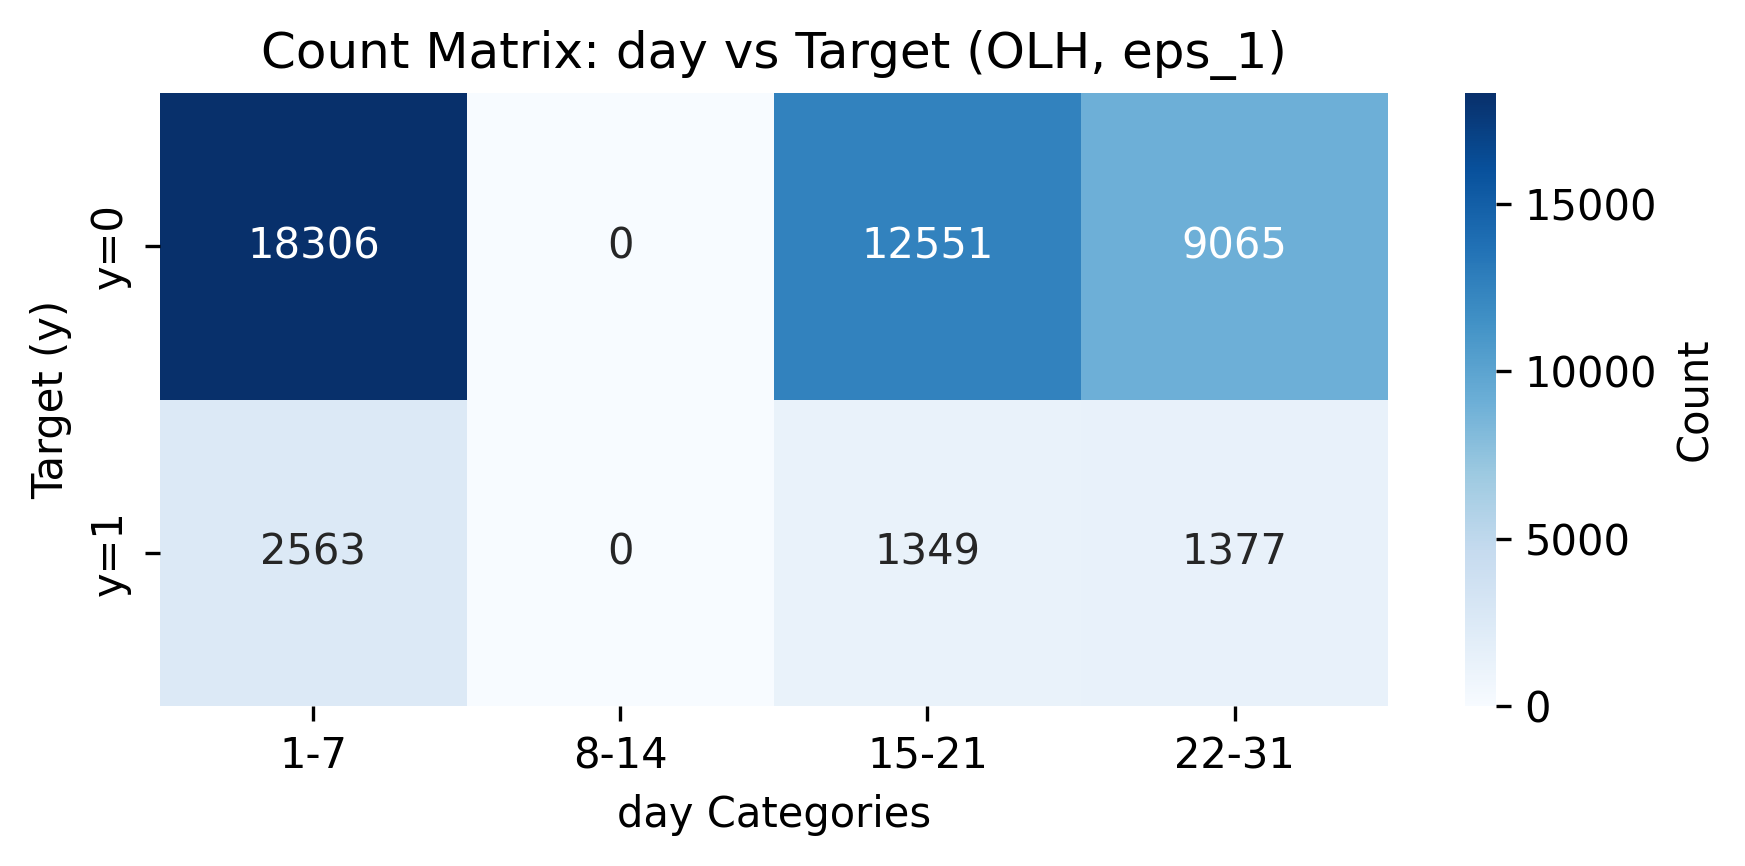 Count Matrix: day vs Target (OLH, eps_1)
Target (y)
y=0
18306 0 12551 9065
y=1
2563 0 1349 1377
1-7 8-14 15-21 22-31
day Categories
15000
10000
5000
0
Count